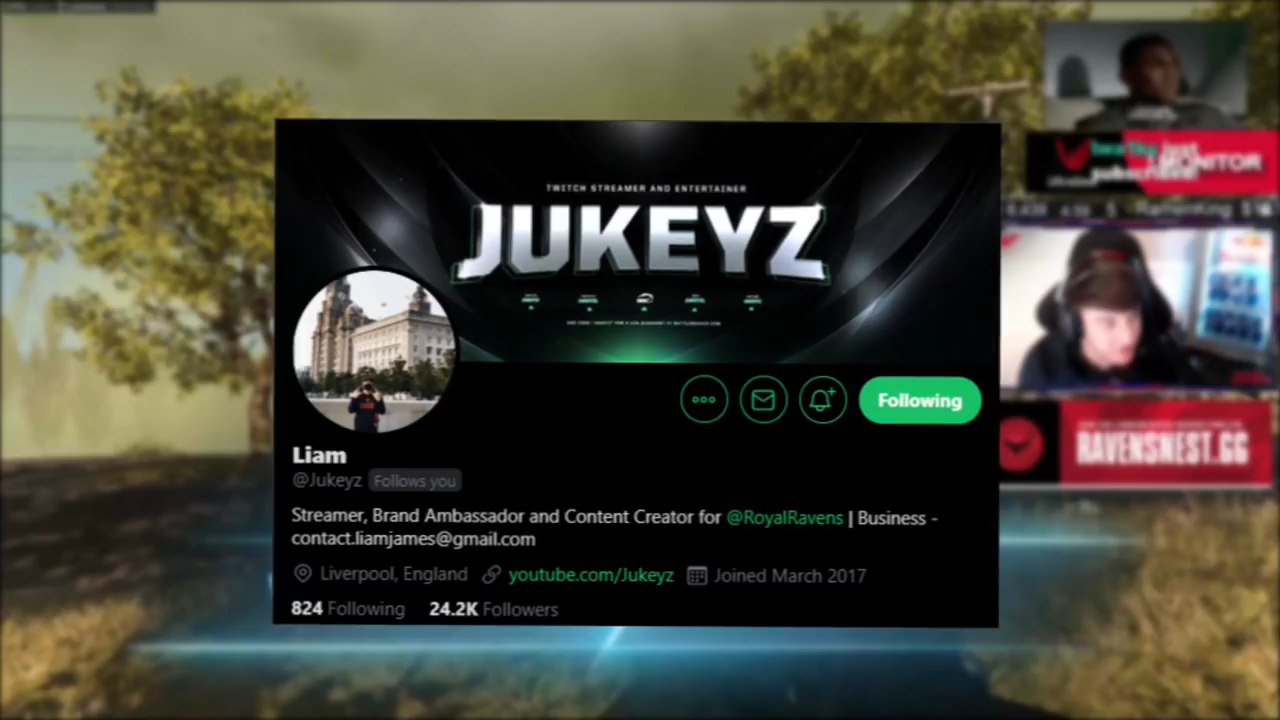 TWITCH STREAMER AND ENTERTAINER
JUKEYZ
Following
Liam
@Jukeyz Follows you
Streamer, Brand Ambassador and Content Creator for @RoyalRavens | Business -
contact.liamjames@gmail.com
Liverpool, England youtube.com/Jukeyz Joined March 2017
824 Following 24.2K Followers
just
MONITOR
subscribed!
RAVENSNEST.GG